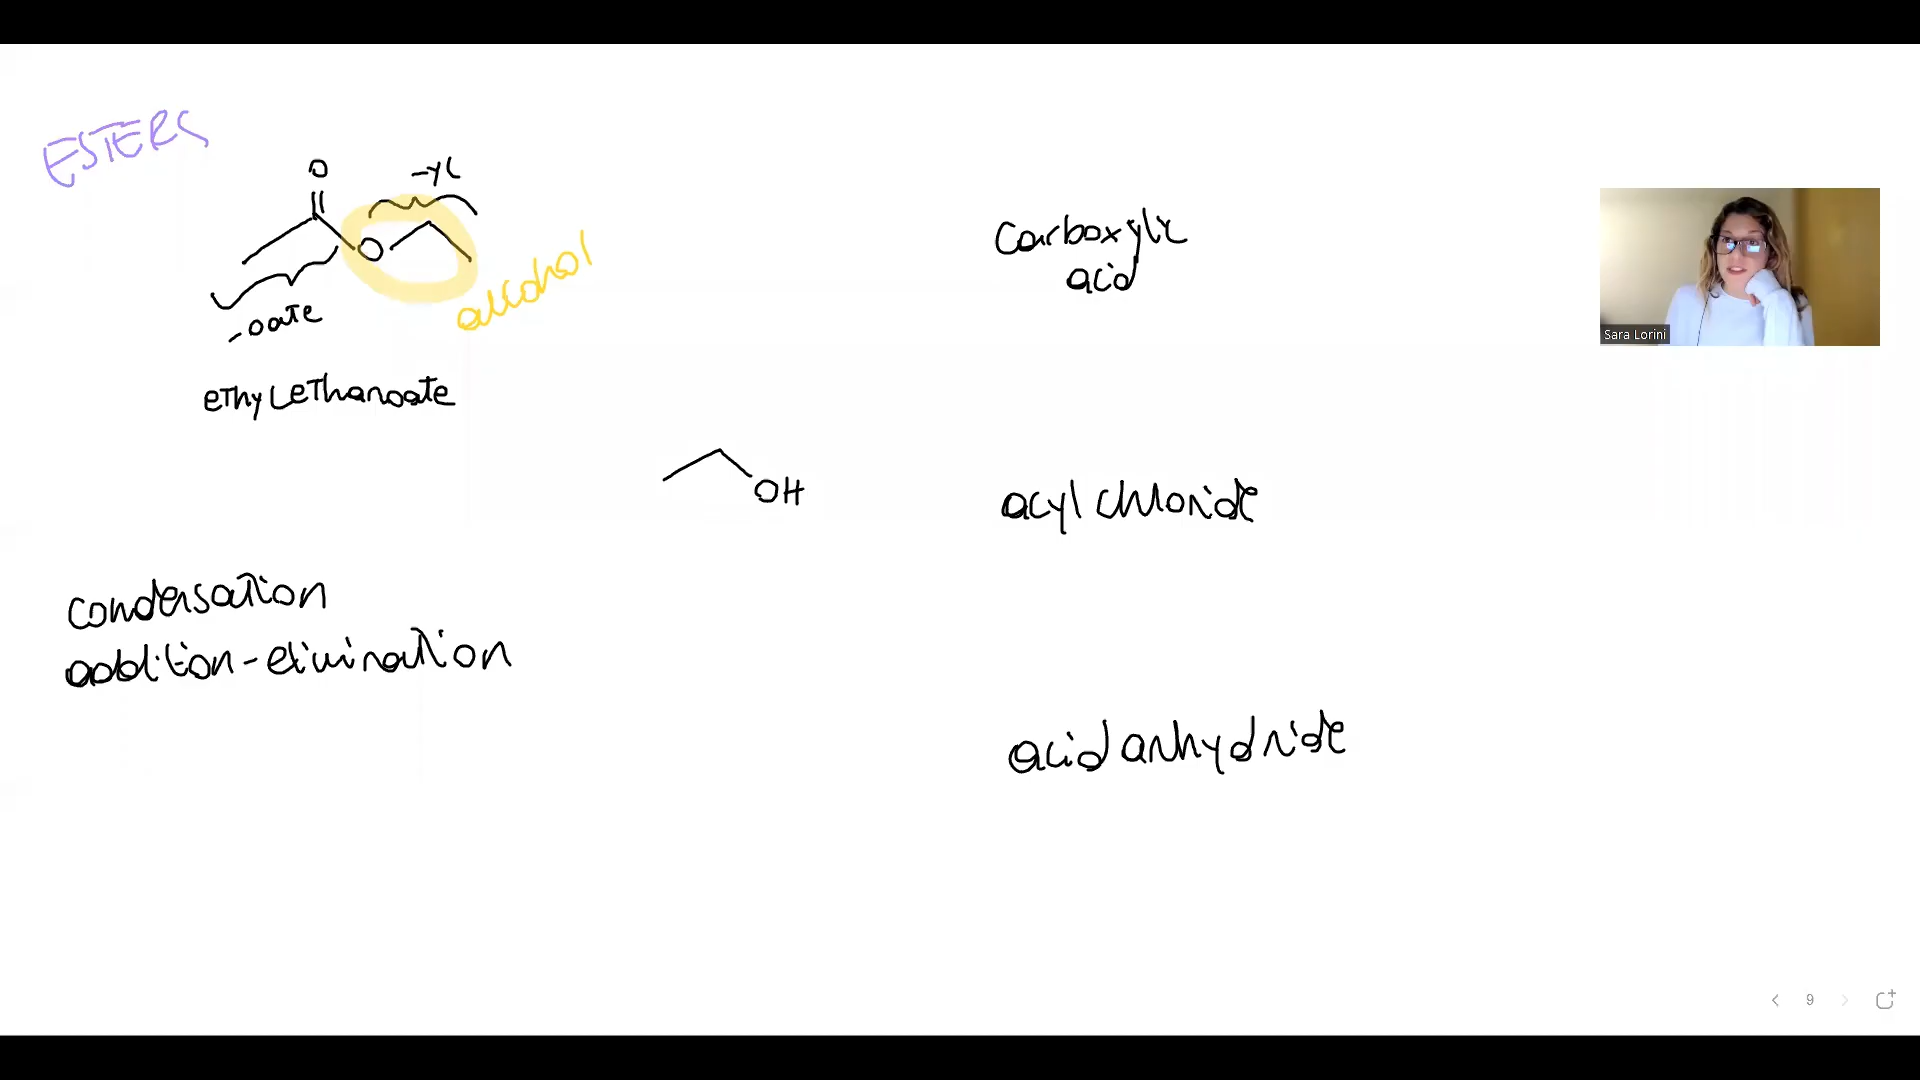 ESTERS
O
-yl
O
-oate
alcohol
ethylethanoate
OH
condensation
addition-elimination
Carboxylic
acid
acyl chloride
acid anhydride
Sara Lorini
9